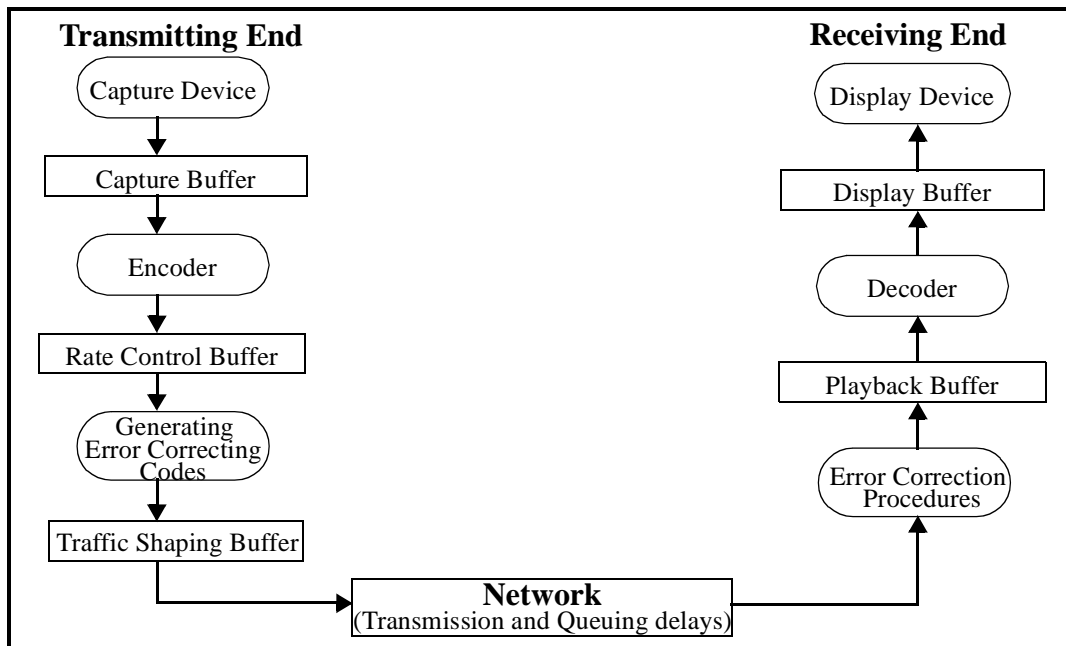 Transmitting End
Capture Device
Capture Buffer
Encoder
Rate Control Buffer
Generating
Error Correcting
Codes
Traffic Shaping Buffer
Network
(Transmission and Queuing delays)
Receiving End
Display Device
Display Buffer
Decoder
Playback Buffer
Error Correction
Procedures